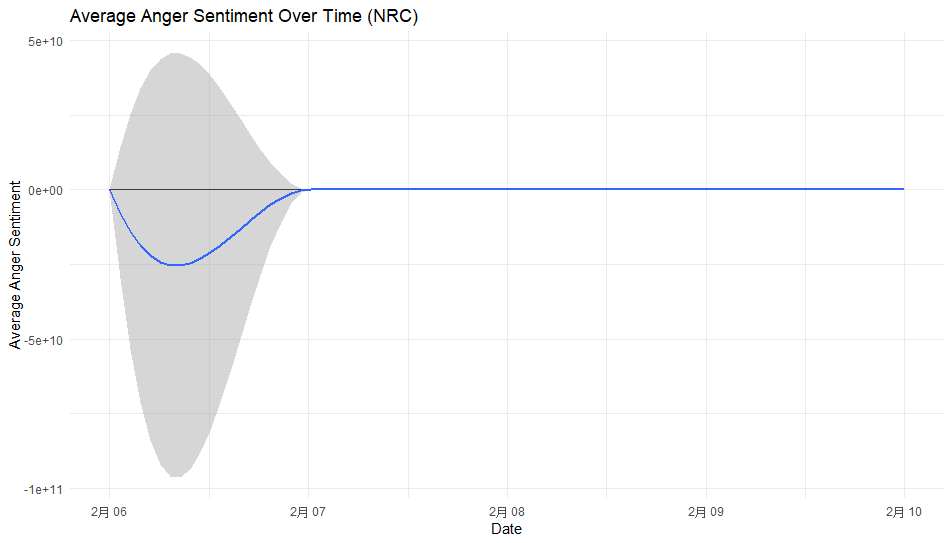 Average Anger Sentiment Over Time (NRC)
5e+10
0e+00
-5e+10
-1e+11
Average Anger Sentiment
2月 06
2月 07
2月 08
2月 09
2月 10
Date